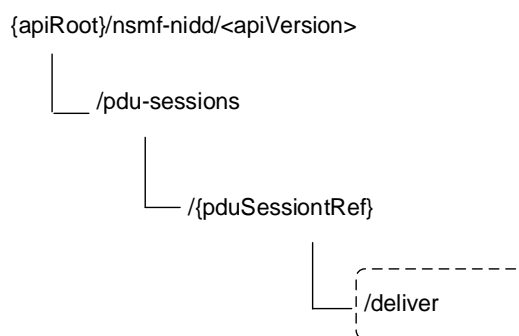 {apiRoot}/nsmf-nidd/<apiVersion>
/pdu-sessions
/{pduSessiontRef}
/deliver